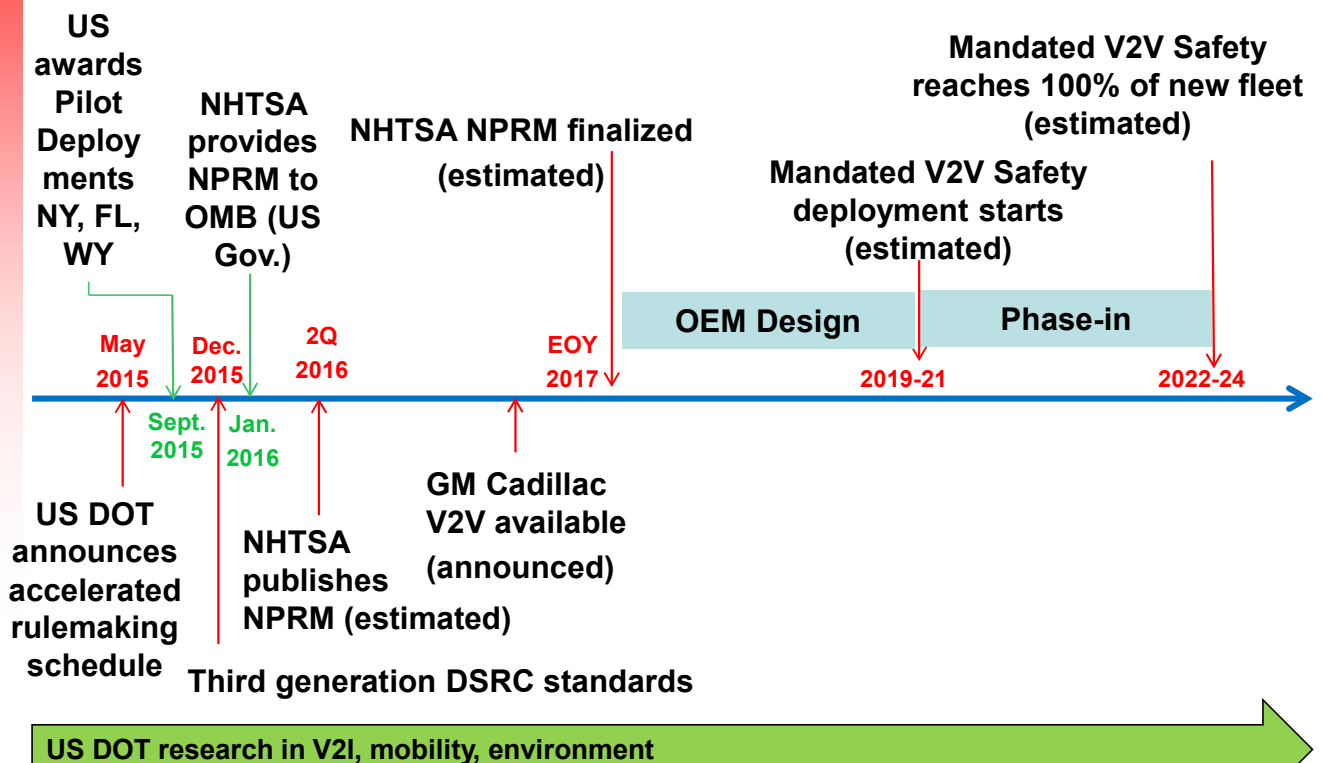 US
awards
Pilot
Deploy
ments
NY, FL,
WY
NHTSA
provides
NPRM to
OMB (US
Gov.)
NHTSA NPRM finalized
(estimated)
Mandated V2V Safety
deployment starts
(estimated)
Mandated V2V Safety
reaches 100% of new fleet
(estimated)
OEM Design
Phase-in
May
2015
Dec.
2015
2Q
2016
EOY
2017
2019-21
2022-24
Sept.
2015
Jan.
2016
US DOT
announces
accelerated
rulemaking
schedule
NHTSA
publishes
NPRM (estimated)
GM Cadillac
V2V available
(announced)
Third generation DSRC standards
US DOT research in V2I, mobility, environment